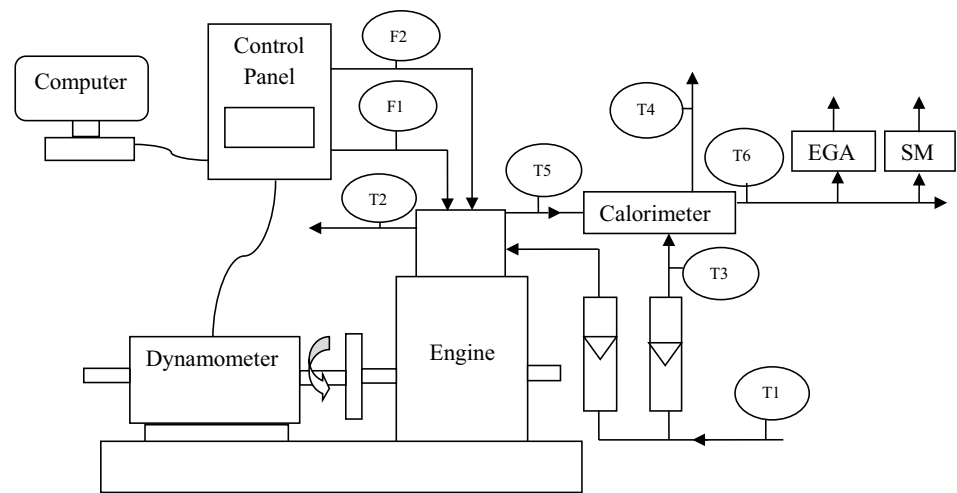 Computer
Control
Panel
F2
F1
T4
T6
EGA
SM
T5
T2
Calorimeter
T3
Dynamometer
Engine
T1